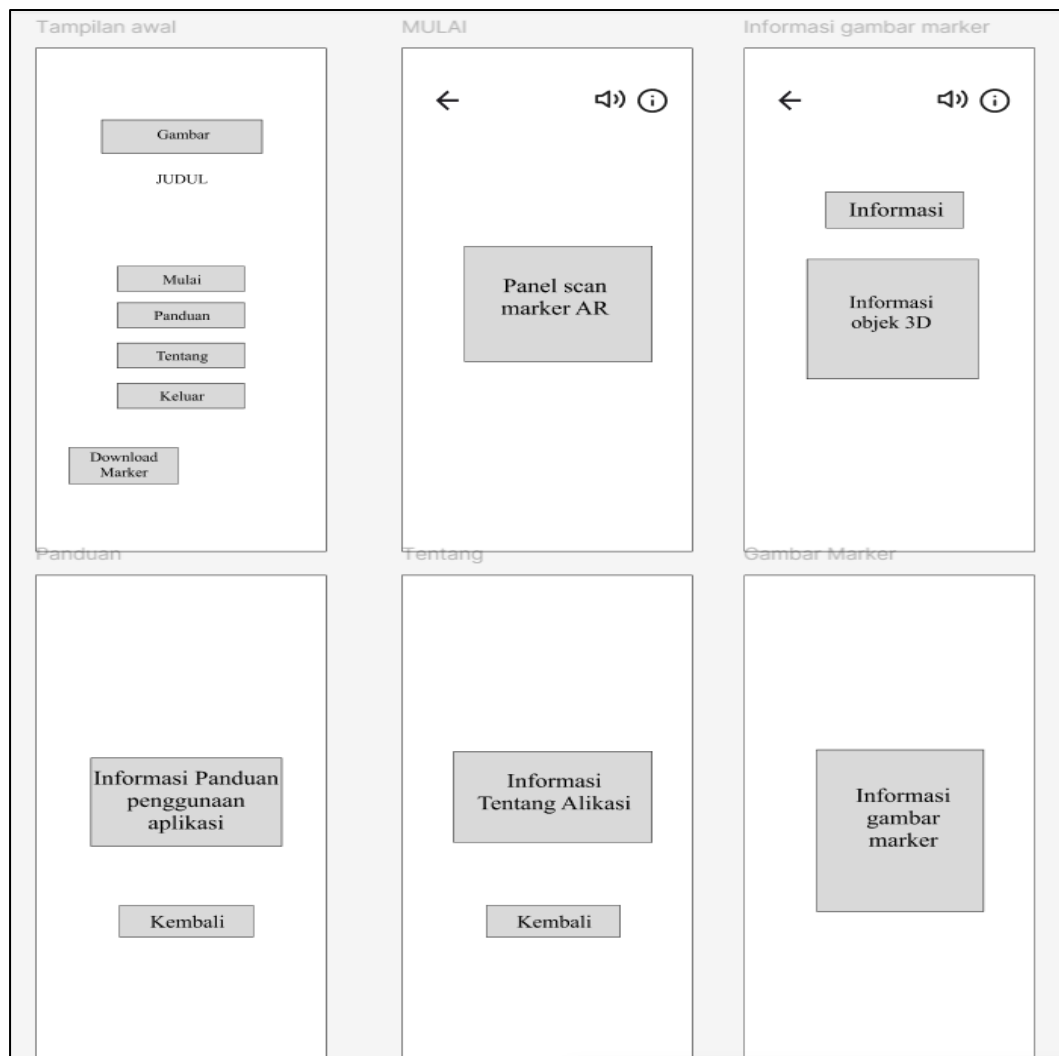 Tampilan awal
Gambar
JUDUL
Mulai
Panduan
Tentang
Keluar
Download
Marker
MULAI
Panel scan
marker AR
Informasi gambar marker
Informasi
Informasi
objek 3D
Panduan
Informasi Panduan
penggunaan
aplikasi
Kembali
Tentang
Informasi
Tentang Alikasi
Kembali
Gambar Marker
Informasi
gambar
marker